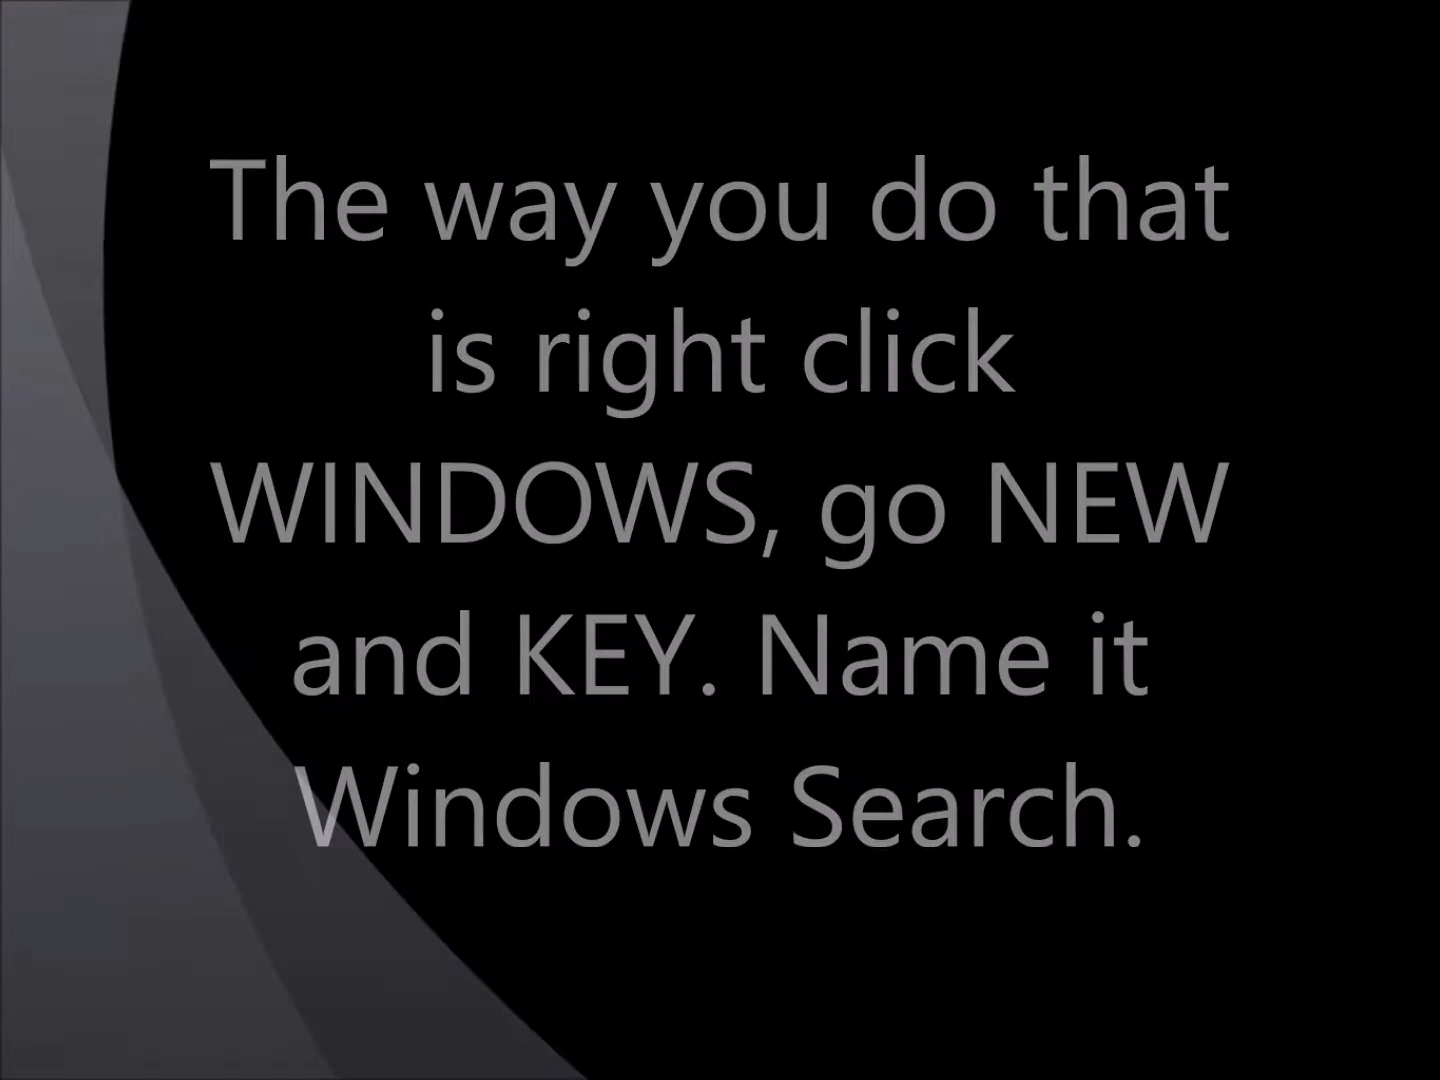 The way you do that
is right click
WINDOWS, go NEW
and KEY. Name it
Windows Search.